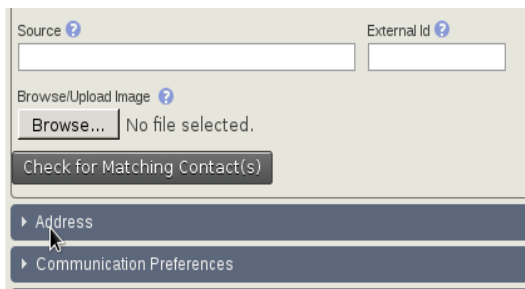 Source ? External Id ?
Browse/Upload Image ?
Browse... No file selected.
Check for Matching Contact(s)
Address
Communication Preferences